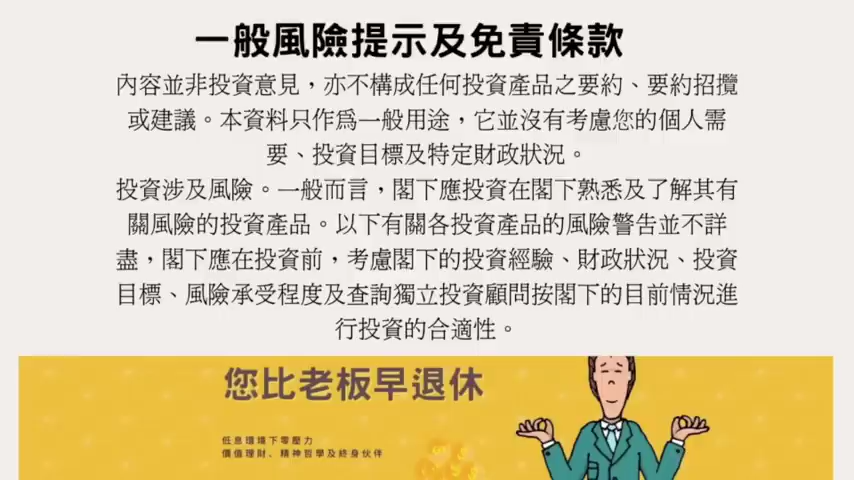 一般風險提示及免責條款
內容並非投資意見，亦不構成任何投資產品之要約、要約招攬
或建議。本資料只作爲一般用途，它並沒有考慮您的個人需
要、投資目標及特定財政狀況。
投資涉及風險。一般而言，閣下應投資在閣下熟悉及了解其有
關風險的投資產品。以下有關各投資產品的風險警告並不詳
盡，閣下應在投資前，考慮閣下的投資經驗、財政狀況、投資
目標、風險承受程度及查詢獨立投資顧問按閣下的目前情況進
行投資的合適性。
您比老板早退休
低息環境下零壓力
價值理財、精神哲學及終身伙伴